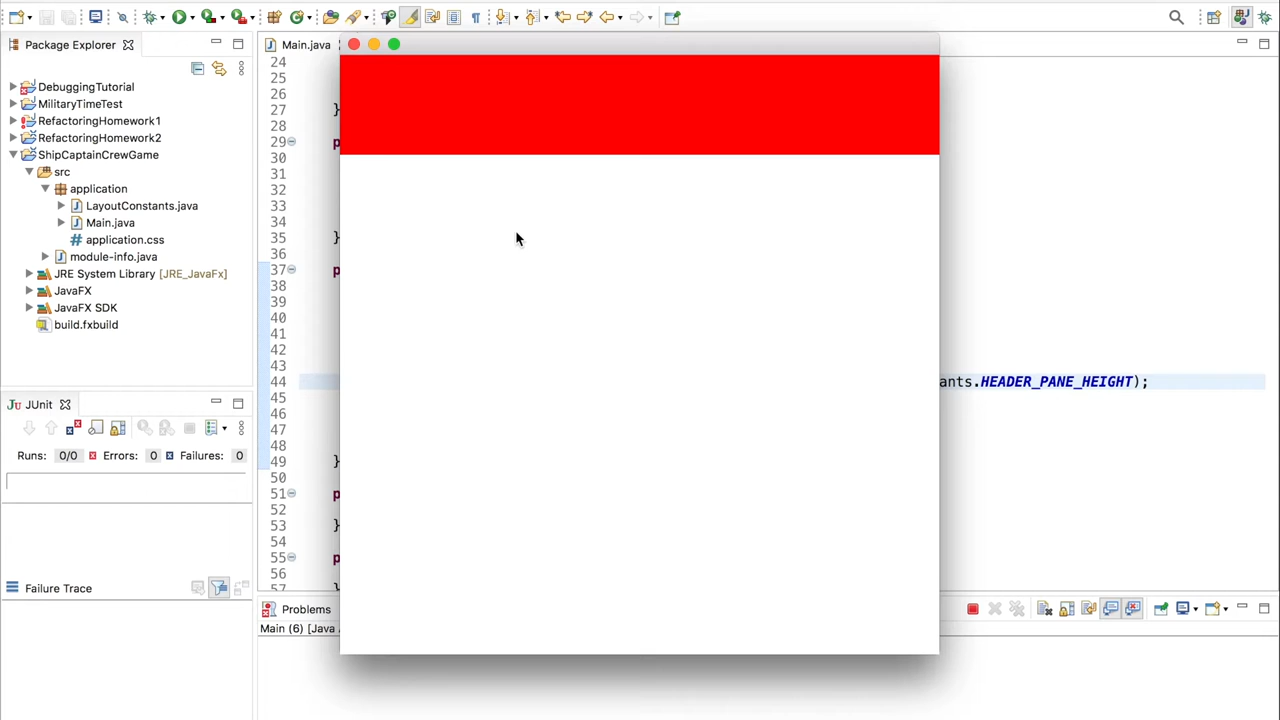 Package Explorer
DebuggingTutorial
MilitaryTimeTest
RefactoringHomework1
RefactoringHomework2
ShipCaptainCrewGame
src
application
LayoutConstants.java
Main.java
application.css
module-info.java
JRE System Library [JRE_JavaFx]
JavaFX
JavaFX SDK
build.fxbuild
JUnit
Runs: 0/0 Errors: 0 Failures: 0
Failure Trace
Main.java
24
25
26
27 }
28
29 p
30
31
32
33
34
35 }
36
37 p
38
39
40
41
42
43
44 ants.HEADER_PANE_HEIGHT);
45
46
47
48
49 }
50
51 p
52
53 }
54
55 p
56
57 }
Problems
Main (6) [Java